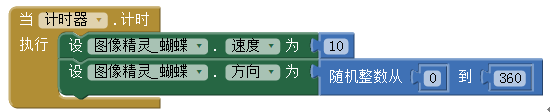 当 计时器 .计时
执行 设 图像精灵_蝴蝶 . 速度 为 10
设 图像精灵_蝴蝶 . 方向 为 随机整数从 0 到 360